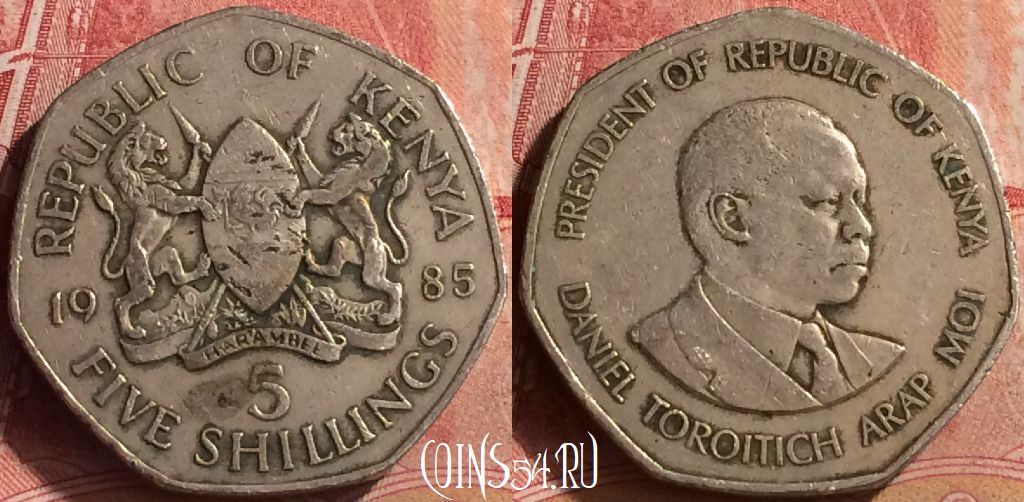 REPUBLIC OF KENYA
19 85
HARAMBEE
5
FIVE SHILLINGS
PRESIDENT OF REPUBLIC OF KENYA
DANIEL TOROITICH ARAP MOI
COINS54.RU